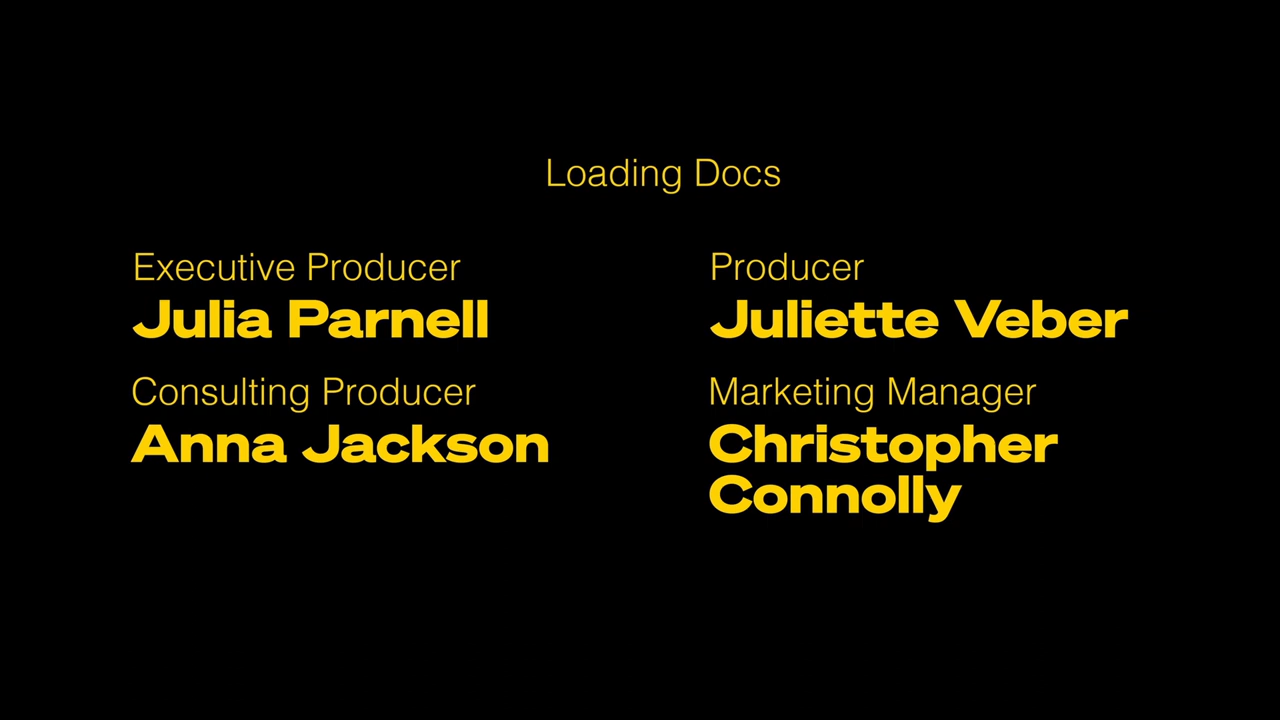 Loading Docs
Executive Producer
Julia Parnell
Producer
Juliette Veber
Consulting Producer
Anna Jackson
Marketing Manager
Christopher
Connolly